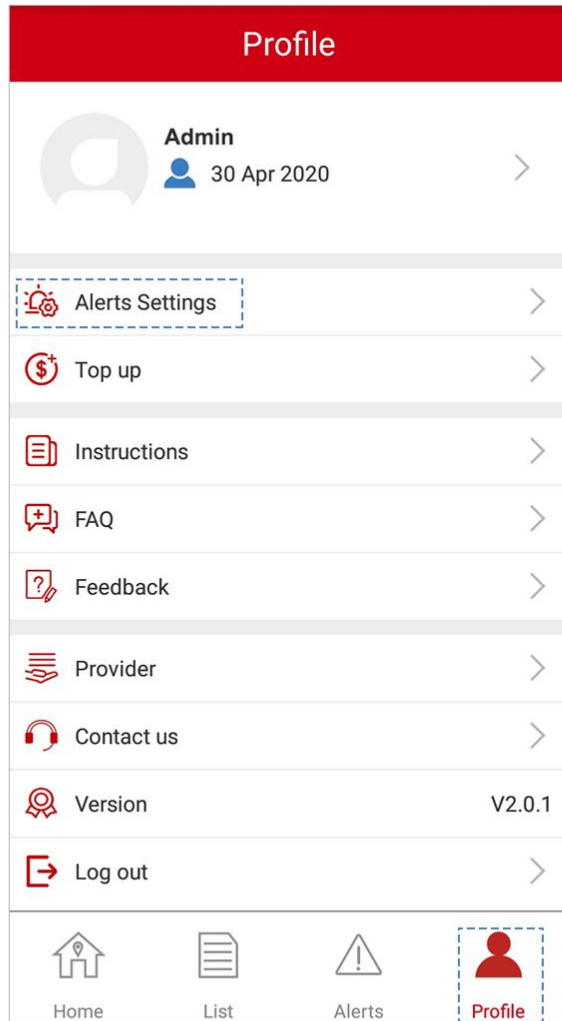 Profile
Admin
30 Apr 2020
Alerts Settings
Top up
Instructions
FAQ
Feedback
Provider
Contact us
Version V2.0.1
Log out
Home List Alerts Profile